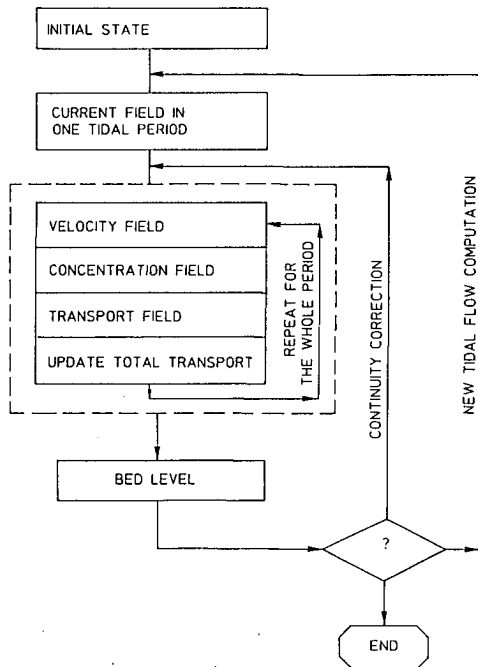 INITIAL STATE
CURRENT FIELD IN
ONE TIDAL PERIOD
VELOCITY FIELD
CONCENTRATION FIELD
TRANSPORT FIELD
UPDATE TOTAL TRANSPORT
REPEAT FOR
THE WHOLE PERIOD
CONTINUITY CORRECTION
NEW TIDAL FLOW COMPUTATION
BED LEVEL
?
END